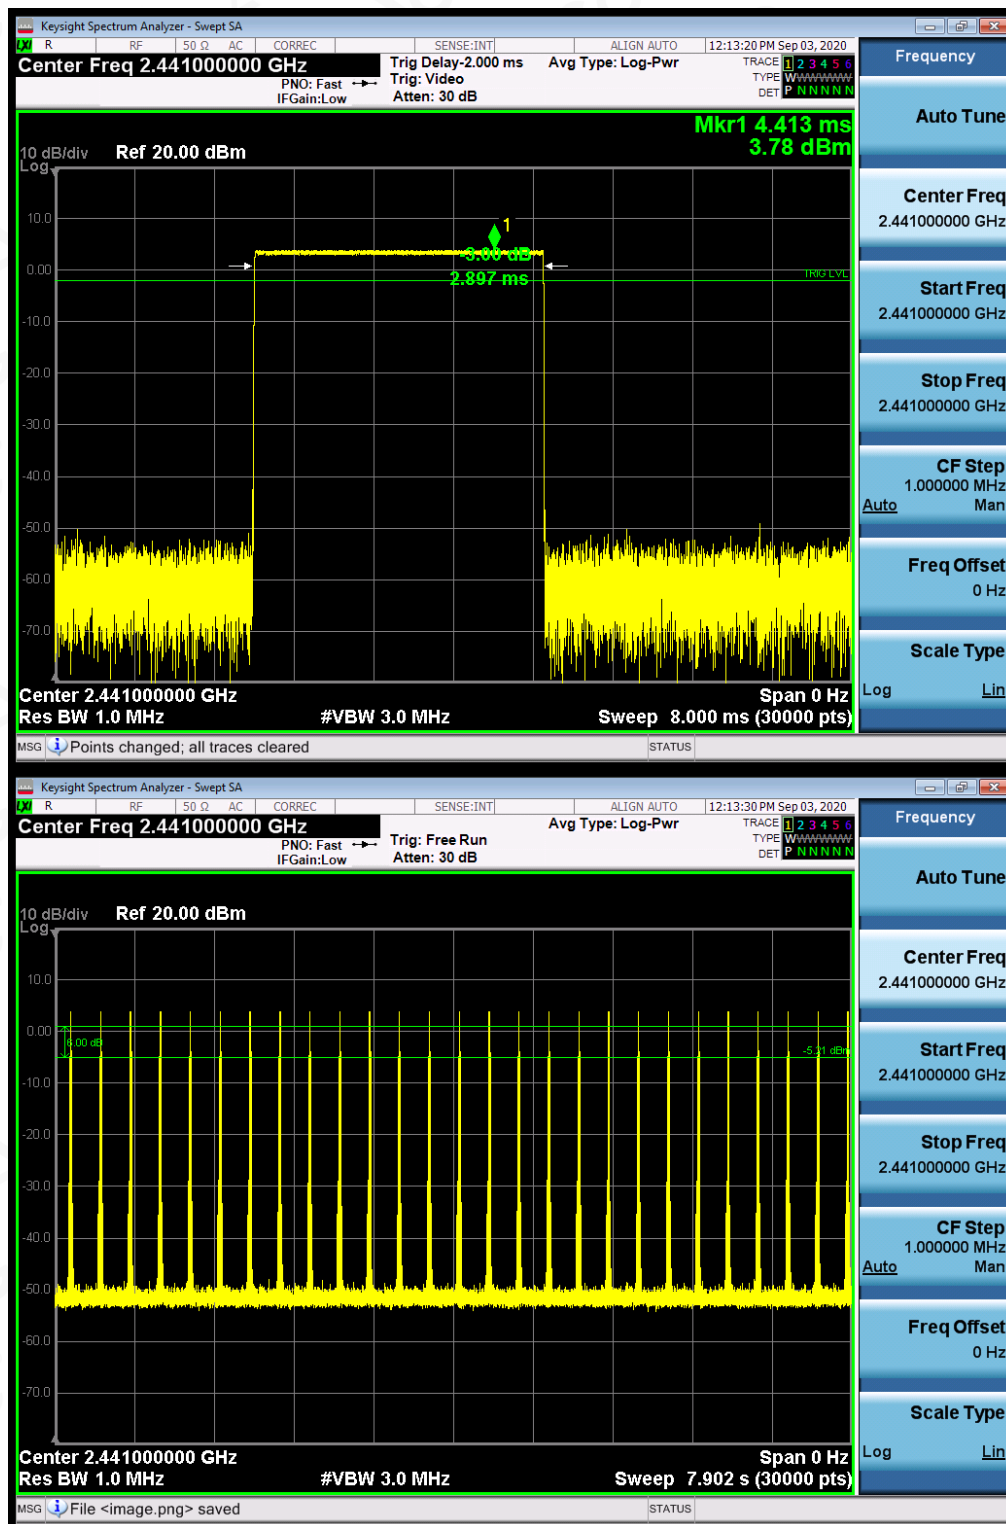 Keysight Spectrum Analyzer - Swept SA
LXI R RF 50 Ω AC CORREC SENSE:INT ALIGN AUTO 12:13:20 PM Sep 03, 2020
Center Freq 2.441000000 GHz
PNO: Fast
IFGain:Low
Trig Delay-2.000 ms
Trig: Video
Atten: 30 dB
Avg Type: Log-Pwr
TRACE 1 2 3 4 5 6
TYPE WWWWWW
DET P N N N N N
Mkr1 4.413 ms
3.78 dBm
10 dB/div
Log
Ref 20.00 dBm
10.0
0.00
-10.0
-20.0
-30.0
-40.0
-50.0
-60.0
-70.0
1
-3.00 dB
2.897 ms
TRIG LVL
Center 2.441000000 GHz
Span 0 Hz
Res BW 1.0 MHz
#VBW 3.0 MHz
Sweep 8.000 ms (30000 pts)
MSG Points changed; all traces cleared
STATUS
Frequency
Auto Tune
Center Freq
2.441000000 GHz
Start Freq
2.441000000 GHz
Stop Freq
2.441000000 GHz
CF Step
1.000000 MHz
Auto Man
Freq Offset
0 Hz
Scale Type
Log Lin
Keysight Spectrum Analyzer - Swept SA
LXI R RF 50 Ω AC CORREC SENSE:INT ALIGN AUTO 12:13:30 PM Sep 03, 2020
Center Freq 2.441000000 GHz
PNO: Fast
IFGain:Low
Trig: Free Run
Atten: 30 dB
Avg Type: Log-Pwr
TRACE 1 2 3 4 5 6
TYPE WWWWWW
DET P N N N N N
10 dB/div
Log
Ref 20.00 dBm
10.0
0.00
-10.0
-20.0
-30.0
-40.0
-50.0
-60.0
-70.0
6.00 dB
-5.21 dBm
Center 2.441000000 GHz
Span 0 Hz
Res BW 1.0 MHz
#VBW 3.0 MHz
Sweep 7.902 s (30000 pts)
MSG File <image.png> saved
STATUS
Frequency
Auto Tune
Center Freq
2.441000000 GHz
Start Freq
2.441000000 GHz
Stop Freq
2.441000000 GHz
CF Step
1.000000 MHz
Auto Man
Freq Offset
0 Hz
Scale Type
Log Lin